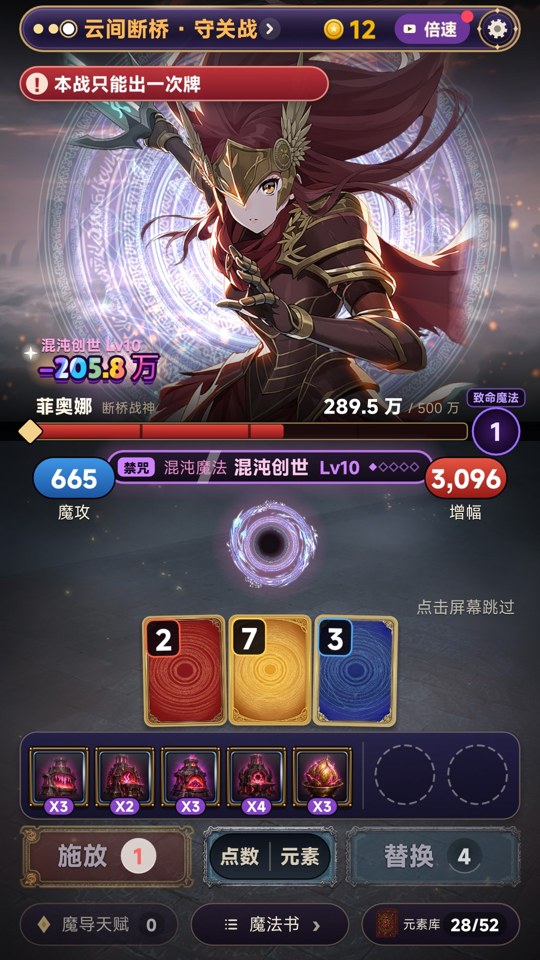 云间断桥·守关战
12
倍速
本战只能出一次牌
混沌创世 Lv10
-205.8 万
菲奥娜 断桥战神
289.5 万 / 500 万
致命魔法
1
665
魔攻
禁咒 混沌魔法 混沌创世 Lv10
3,096
增幅
点击屏幕跳过
2 7 3
X3 X2 X3 X4 X3
施放 1
点数 元素
替换 4
魔导天赋 0
魔法书
元素库 28/52